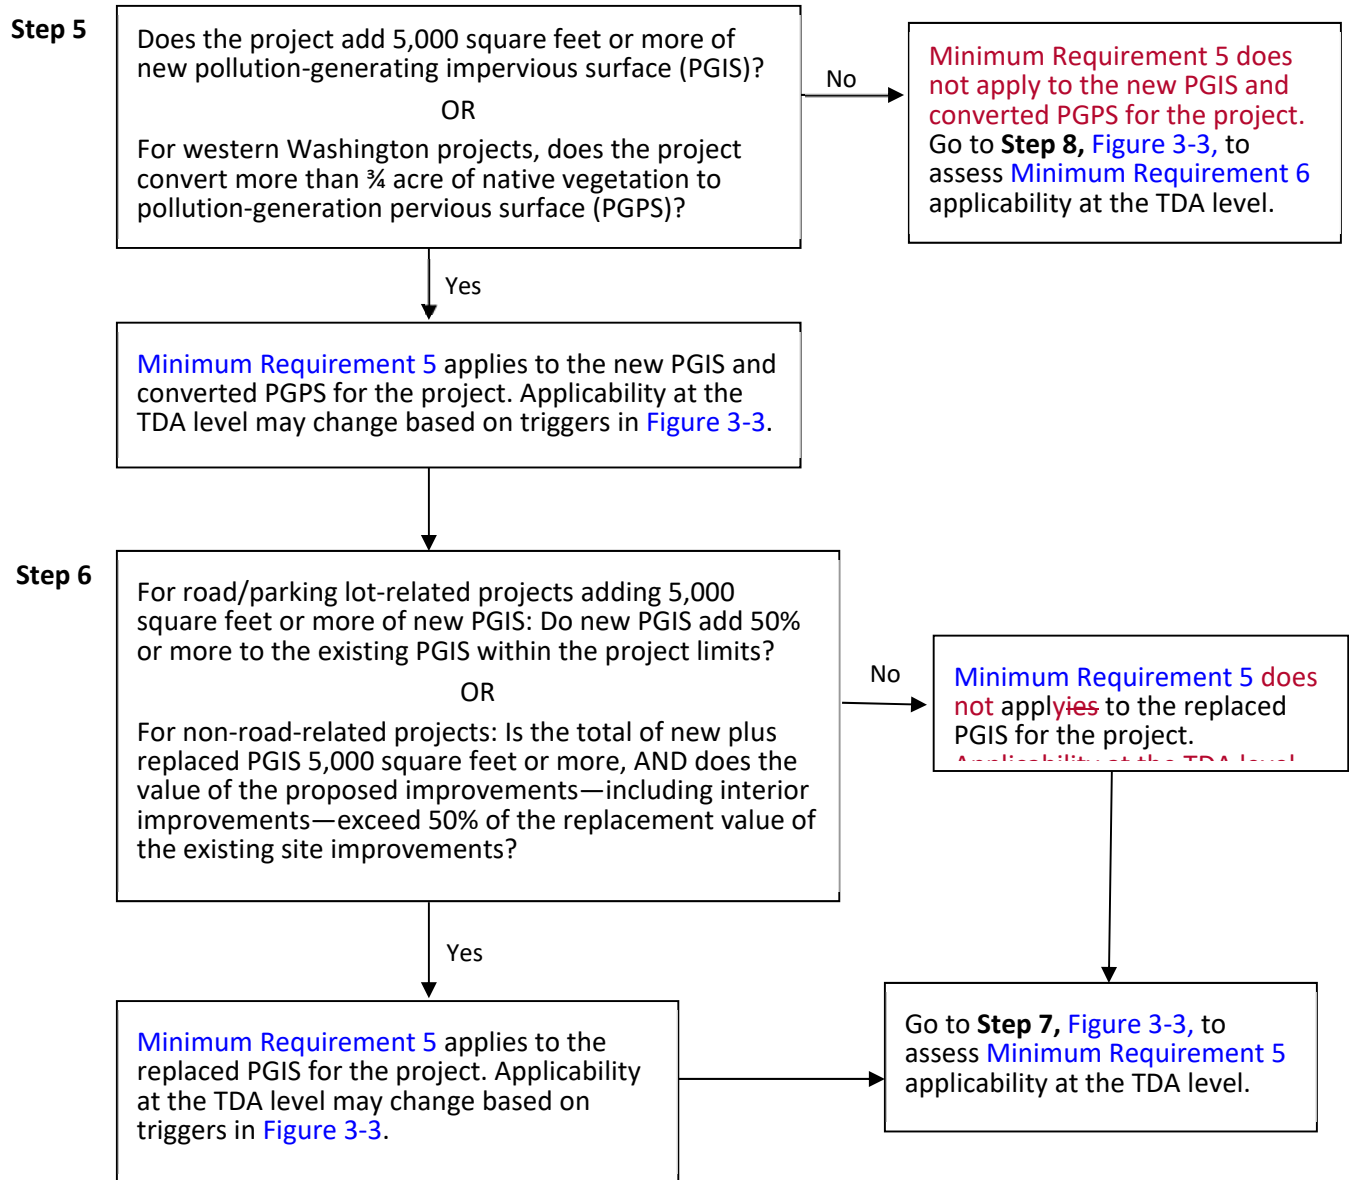 Step 5
Does the project add 5,000 square feet or more of
new pollution-generating impervious surface (PGIS)?
OR
For western Washington projects, does the project
convert more than ¾ acre of native vegetation to
pollution-generation pervious surface (PGPS)?
No
Minimum Requirement 5 does
not apply to the new PGIS and
converted PGPS for the project.
Go to Step 8, Figure 3-3, to
assess Minimum Requirement 6
applicability at the TDA level.
Yes
Minimum Requirement 5 applies to the new PGIS and
converted PGPS for the project. Applicability at the
TDA level may change based on triggers in Figure 3-3.
Step 6
For road/parking lot-related projects adding 5,000
square feet or more of new PGIS: Do new PGIS add 50%
or more to the existing PGIS within the project limits?
OR
For non-road-related projects: Is the total of new plus
replaced PGIS 5,000 square feet or more, AND does the
value of the proposed improvements—including interior
improvements—exceed 50% of the replacement value of
the existing site improvements?
No
Minimum Requirement 5 does
not applyies to the replaced
PGIS for the project.
Applicability at the TDA level
Yes
Minimum Requirement 5 applies to the
replaced PGIS for the project. Applicability
at the TDA level may change based on
triggers in Figure 3-3.
Go to Step 7, Figure 3-3, to
assess Minimum Requirement 5
applicability at the TDA level.